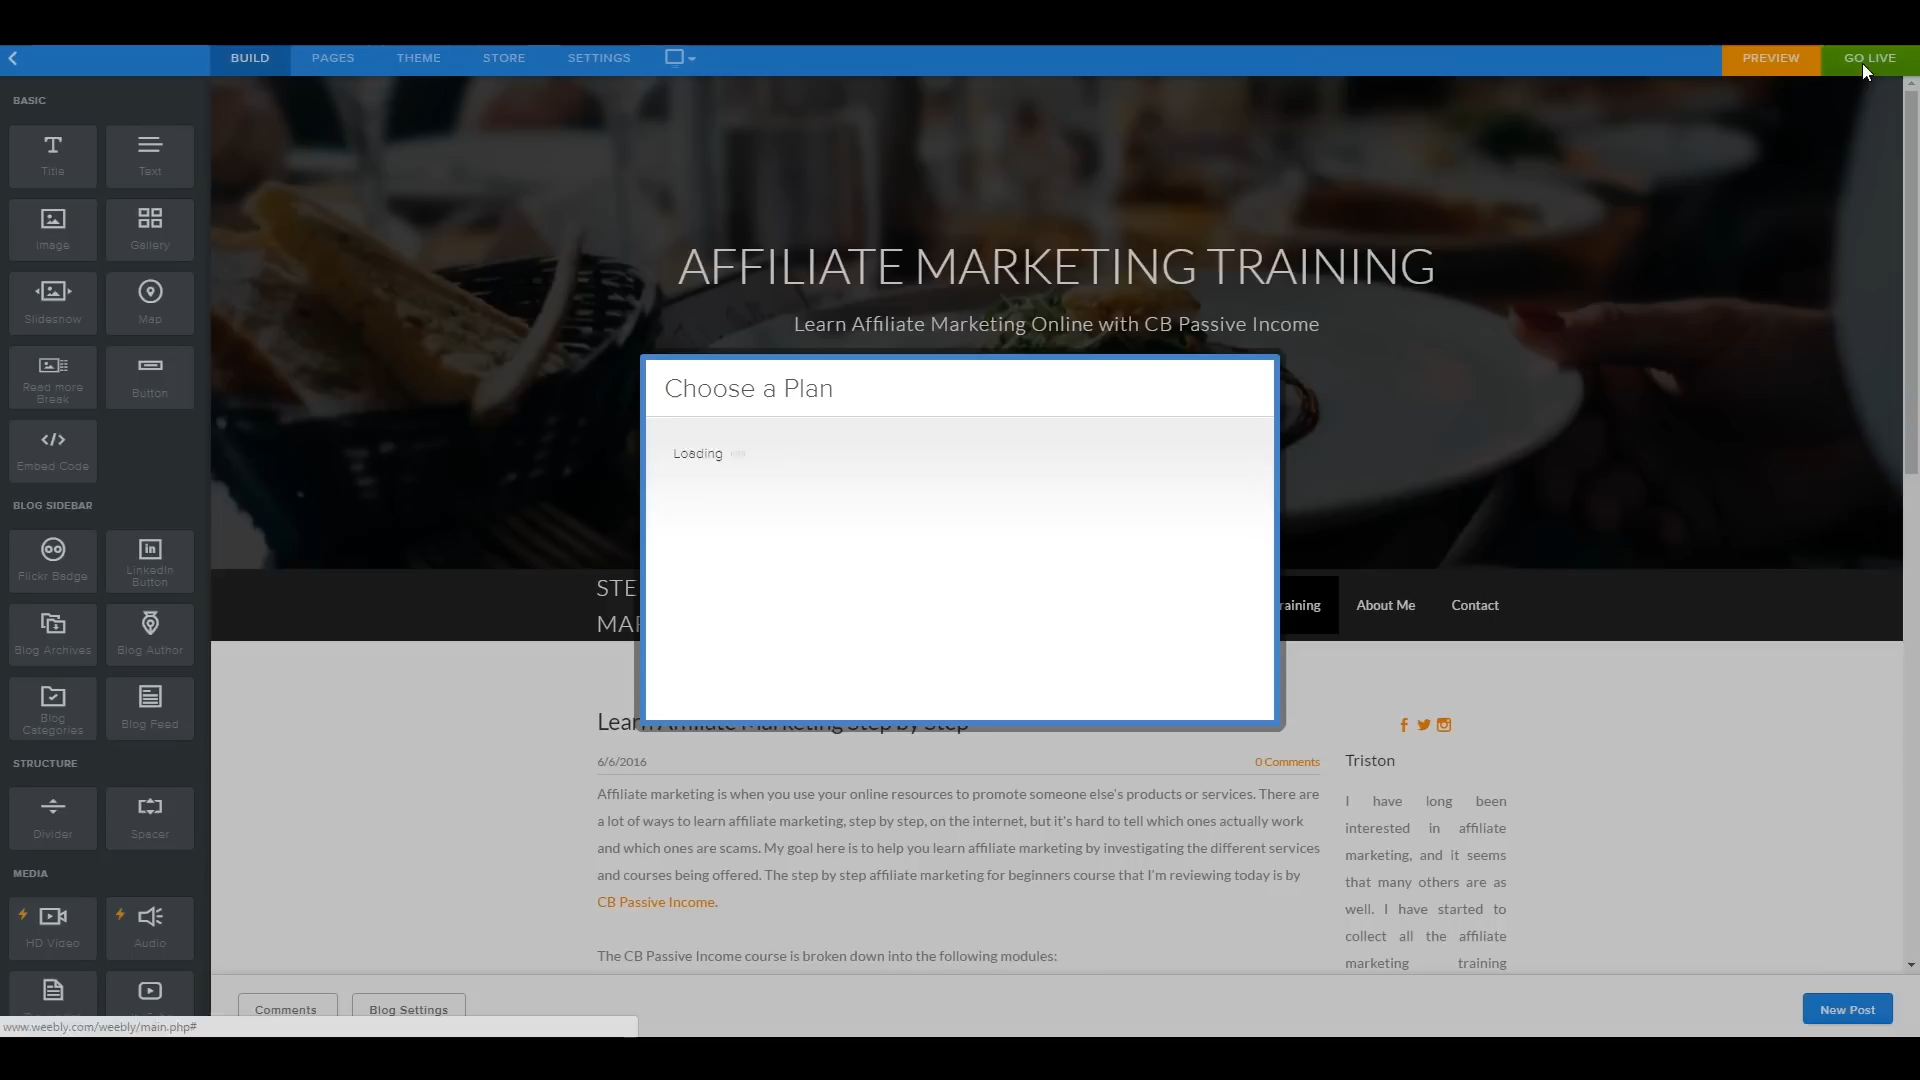 BUILD
PAGES
THEME
STORE
SETTINGS
PREVIEW
GO LIVE
BASIC
Title
Text
Image
Gallery
Slideshow
Map
Read more
Break
Button
Embed Code
BLOG SIDEBAR
Flickr Badge
LinkedIn
Button
Blog Archives
Blog Author
Blog
Categories
Blog Feed
STRUCTURE
Divider
Spacer
MEDIA
HD Video
Audio
AFFILIATE MARKETING TRAINING
Learn Affiliate Marketing Online with CB Passive Income
Choose a Plan
Loading
STE
MAR
raining
About Me
Contact
Learn Affiliate Marketing Step by Step
6/6/2016
0 Comments
Affiliate marketing is when you use your online resources to promote someone else's products or services. There are
a lot of ways to learn affiliate marketing, step by step, on the internet, but it's hard to tell which ones actually work
and which ones are scams. My goal here is to help you learn affiliate marketing by investigating the different services
and courses being offered. The step by step affiliate marketing for beginners course that I'm reviewing today is by
CB Passive Income.
The CB Passive Income course is broken down into the following modules:
Triston
I have long been
interested in affiliate
marketing, and it seems
that many others are as
well. I have started to
collect all the affiliate
marketing training
Comments
Blog Settings
New Post
www.weebly.com/weebly/main.php#